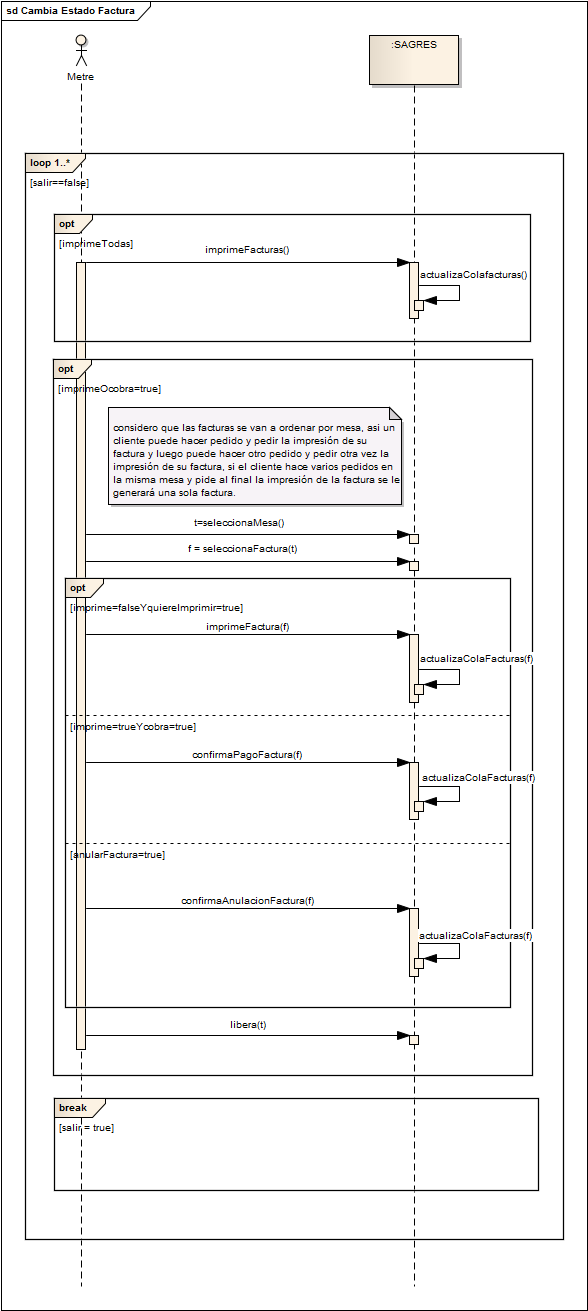 sd Cambia Estado Factura
Metre
:SAGRES
loop 1..*
[salir==false]
opt
[imprimeTodas]
imprimeFacturas()
actualizaColafacturas()
opt
[imprimeOcobra=true]
considero que las facturas se van a ordenar por mesa, asi un
cliente puede hacer pedido y pedir la impresión de su
factura y luego puede hacer otro pedido y pedir otra vez la
impresión de su factura, si el cliente hace varios pedidos en
la misma mesa y pide al final la impresión de la factura se le
generará una sola factura.
t=seleccionaMesa()
f = seleccionaFactura(t)
opt
[imprime=falseYquiereImprimir=true]
imprimeFactura(f)
actualizaColaFacturas(f)
[imprime=trueYcobra=true]
confirmaPagoFactura(f)
actualizaColaFacturas(f)
[anularFactura=true]
confirmaAnulacionFactura(f)
actualizaColaFacturas(f)
libera(t)
break
[salir = true]